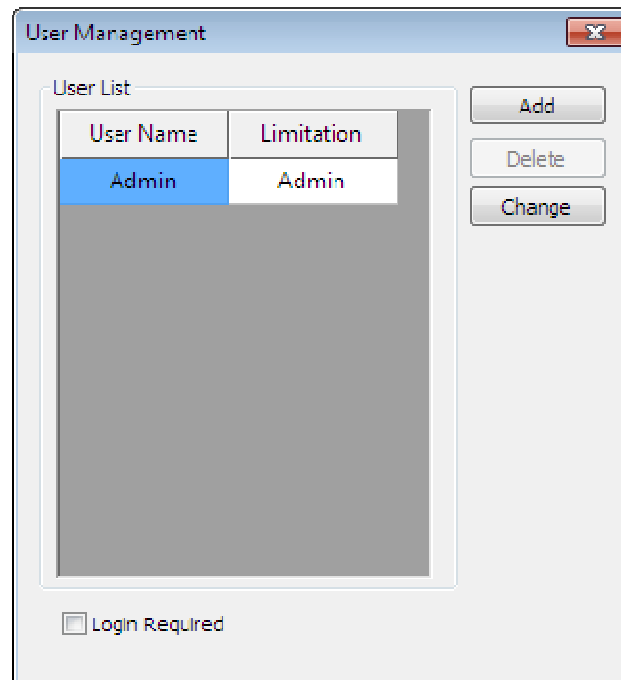 User Management
User List
User Name Limitation
Admin Admin
Add
Delete
Change
Login Required